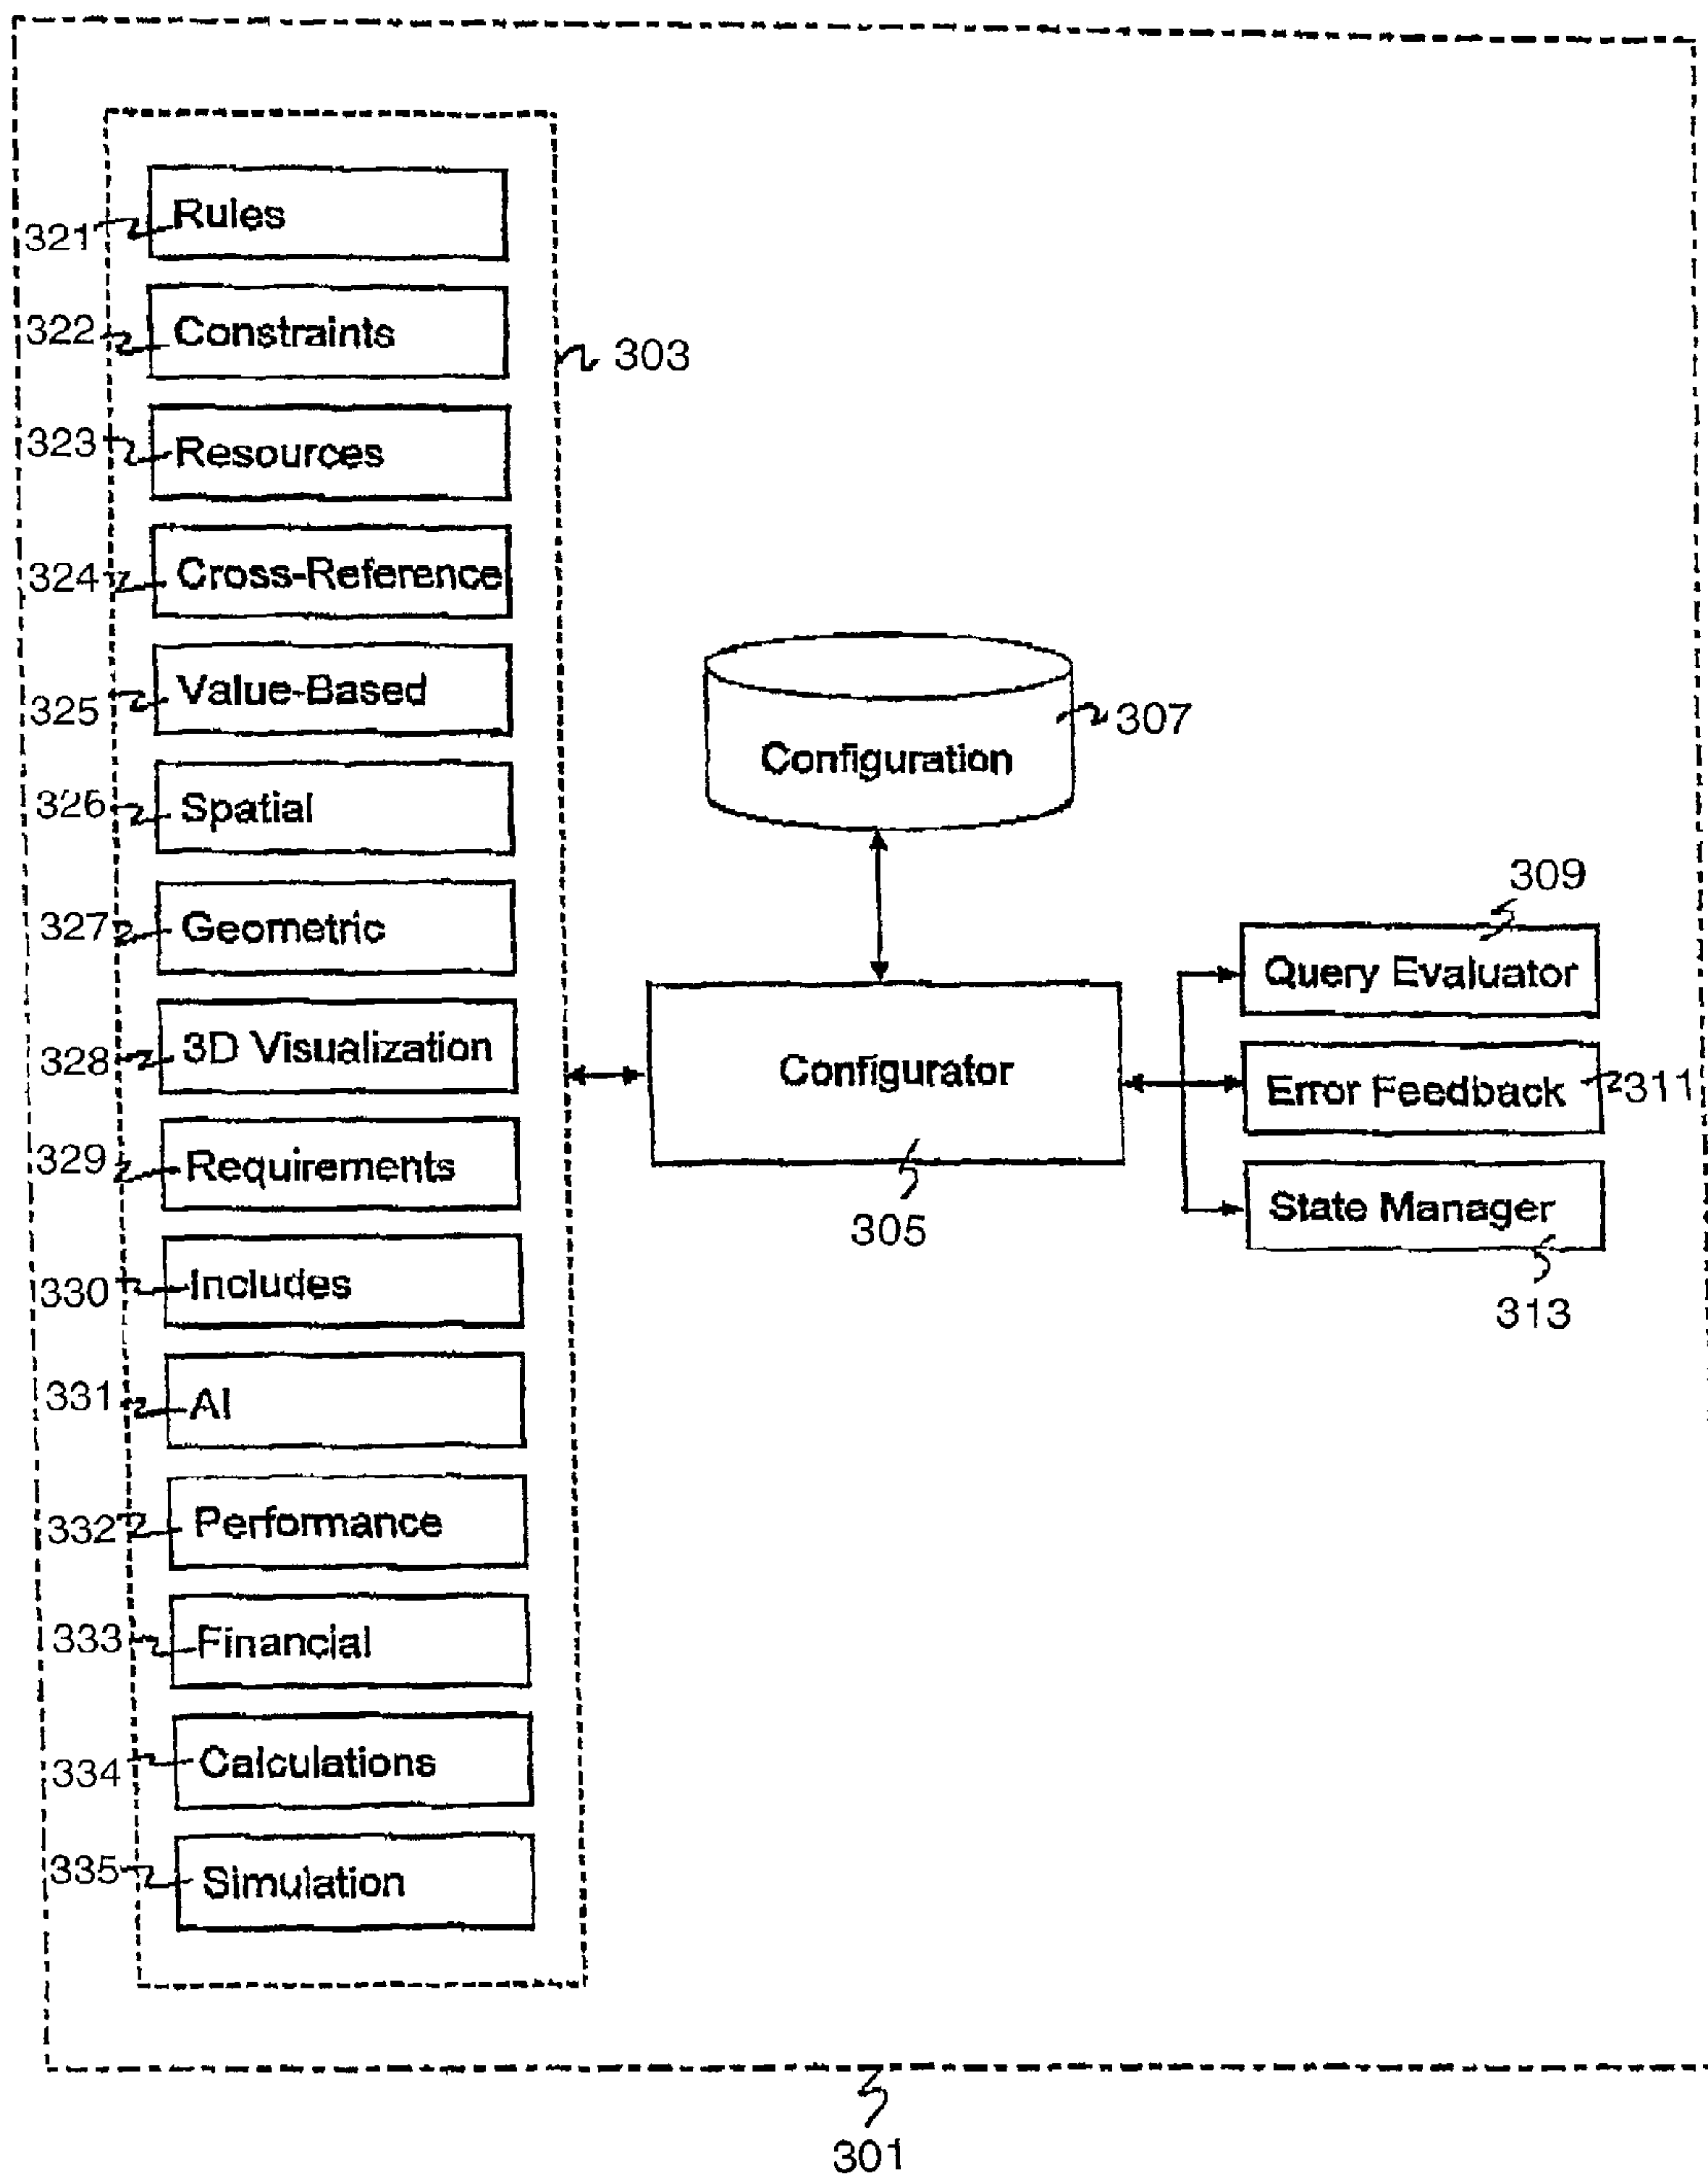 321 Rules
322 Constraints
303
323 Resources
324 Cross-Reference
325 Value-Based
326 Spatial
327 Geometric
328 3D Visualization
329 Requirements
330 Includes
331 AI
332 Performance
333 Financial
334 Calculations
335 Simulation
Configuration
307
Configurator
305
309
Query Evaluator
Error Feedback 311
State Manager
313
301